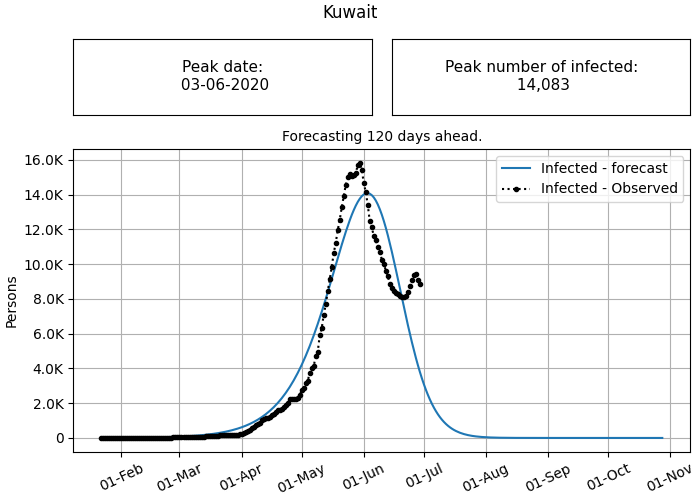 Kuwait
Peak date:
03-06-2020
Peak number of infected:
14,083
Forecasting 120 days ahead.
16.0K
14.0K
12.0K
10.0K
8.0K
6.0K
4.0K
2.0K
0
Persons
Infected - forecast
Infected - Observed
01-Feb
01-Mar
01-Apr
01-May
01-Jun
01-Jul
01-Aug
01-Sep
01-Oct
01-Nov